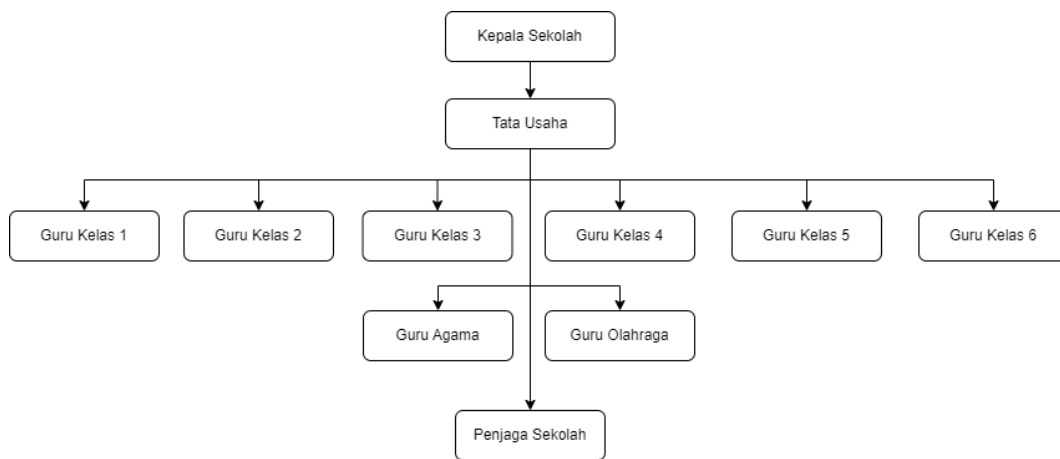 Kepala Sekolah
Tata Usaha
Guru Kelas 1
Guru Kelas 2
Guru Kelas 3
Guru Kelas 4
Guru Kelas 5
Guru Kelas 6
Guru Agama
Guru Olahraga
Penjaga Sekolah